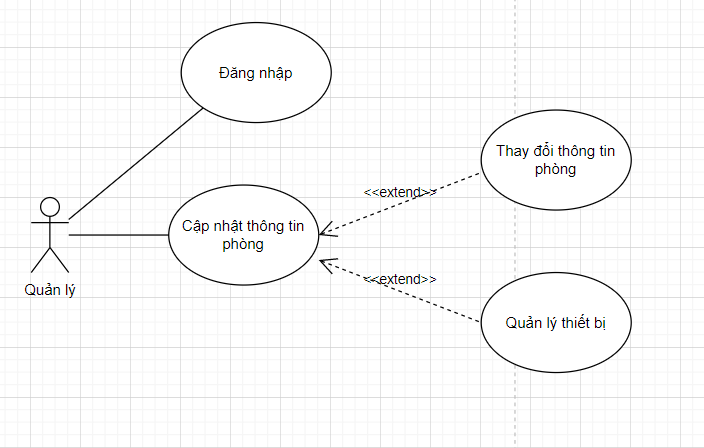 Đăng nhập
Thay đổi thông tin
phòng
<<extend>>
Cập nhật thông tin
phòng
<<extend>>
Quản lý
Quản lý thiết bị